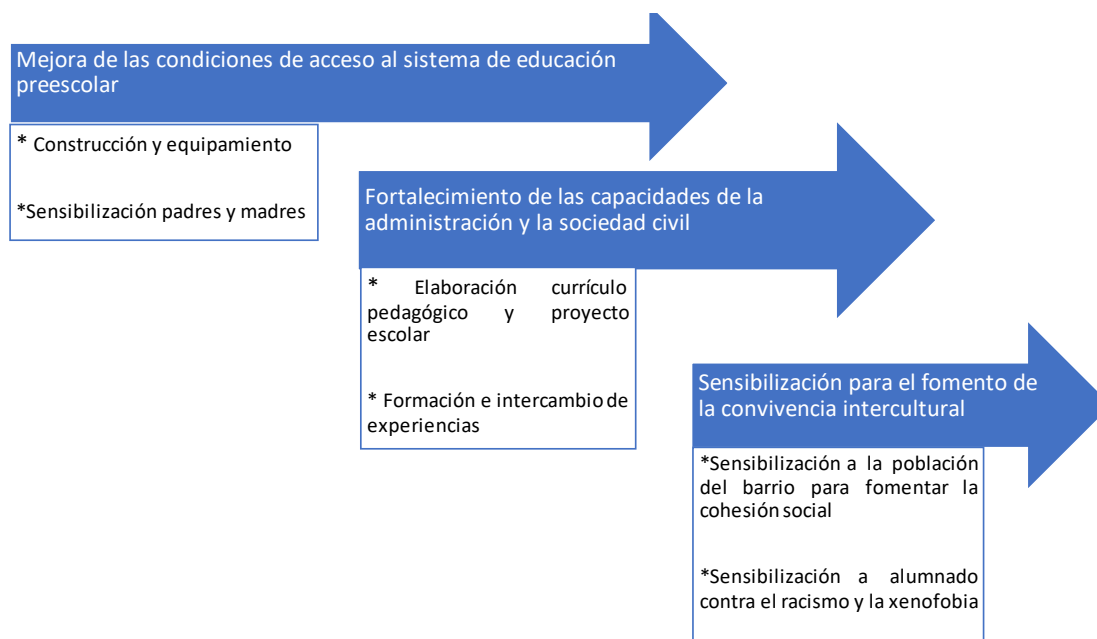 Mejora de las condiciones de acceso al sistema de educación
preescolar
* Construcción y equipamiento
*Sensibilización padres y madres
Fortalecimiento de las capacidades de la
administración y la sociedad civil
* Elaboración currículo
pedagógico y proyecto
escolar
* Formación e intercambio de
experiencias
Sensibilización para el fomento de
la convivencia intercultural
*Sensibilización a la población
del barrio para fomentar la
cohesión social
*Sensibilización a alumnado
contra el racismo y la xenofobia